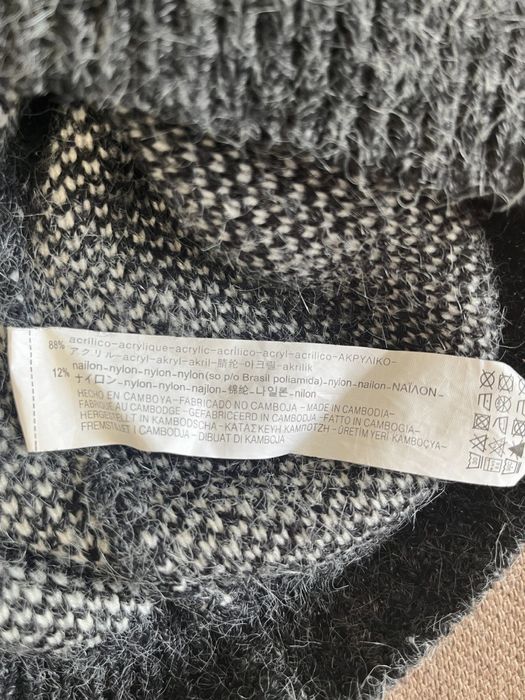 88% acrílico-acrylique-acrylic-acrílico-acryl-acrilico-ΑΚΡΥΛΙΚΟ-
アクリル-acryl-akryl-akril-腈纶-아크릴-akrilik
12% nailon-nylon-nylon-nylon(so p/o Brasil poliamida)-nylon-nailon-ΝΑΪΛΟΝ-
ナイロン-nylon-nylon-najlon-锦纶-나일론-nilon
HECHO EN CAMBOYA-FABRICADO NO CAMBOJA-MADE IN CAMBODIA-
FABRIQUÉ AU CAMBODGE-GEFABRICEERD IN CAMBODJA-FATTO IN CAMBOGIA-
HERGESTELLT IN KAMBODSCHA-ΚΑΤΑΣΚΕΥΗ ΚΑΜΠΟΤΖΗ-ÜRETİM YERİ KAMBOÇYA-
FREMSTILLET I CAMBODJA-DIBUAT DI KAMBOJA